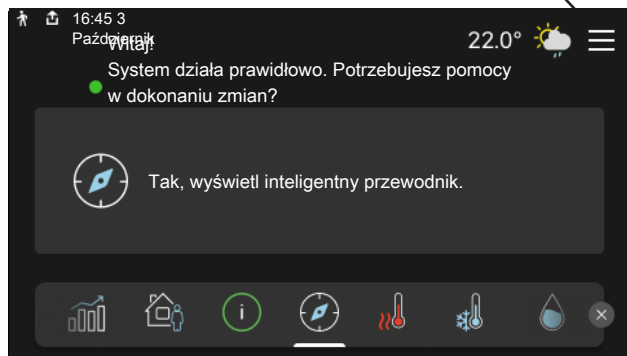 16:45 3
Październik
Witaj!
22.0°
System działa prawidłowo. Potrzebujesz pomocy
w dokonaniu zmian?
Tak, wyświetl inteligentny przewodnik.